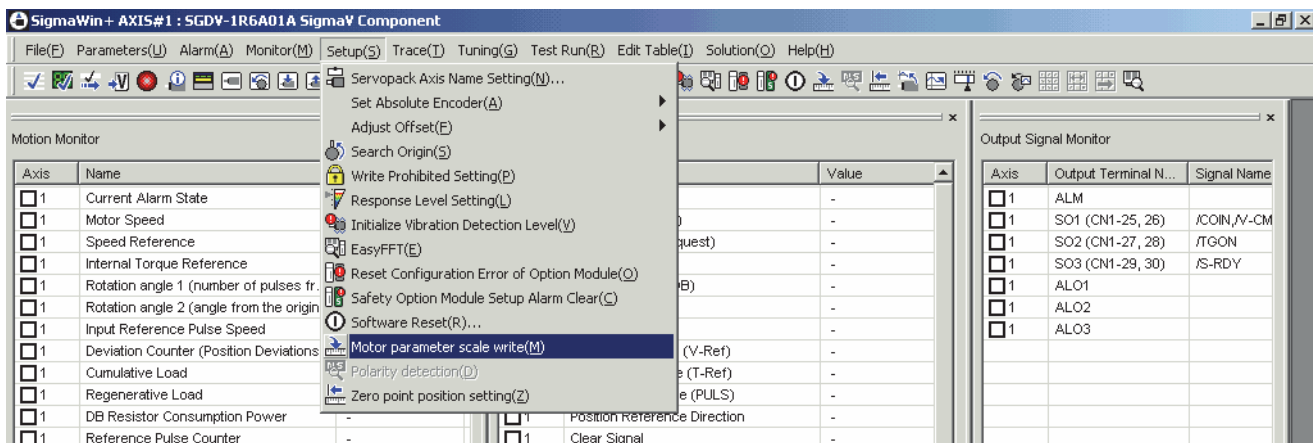 SigmaWin+ AXIS#1 : SGDV-1R6A01A SigmaV Component
File(F) Parameters(U) Alarm(A) Monitor(M) Setup(S) Trace(T) Tuning(G) Test Run(R) Edit Table(I) Solution(O) Help(H)
Servopack Axis Name Setting(N)...
Set Absolute Encoder(A)
Adjust Offset(F)
Search Origin(S)
Write Prohibited Setting(P)
Response Level Setting(L)
Initialize Vibration Detection Level(V)
EasyFFT(E)
Reset Configuration Error of Option Module(O)
Safety Option Module Setup Alarm Clear(C)
Software Reset(R)...
Motor parameter scale write(M)
Polarity detection(D)
Zero point position setting(Z)
Motion Monitor
Axis Name
1 Current Alarm State
1 Motor Speed
1 Speed Reference
1 Internal Torque Reference
1 Rotation angle 1 (number of pulses fr.
1 Rotation angle 2 (angle from the origin
1 Input Reference Pulse Speed
1 Deviation Counter (Position Deviations
1 Cumulative Load
1 Regenerative Load
1 DB Resistor Consumption Power -
1 Reference Pulse Counter -
Value
-
)
-
quest) -
-
B) -
-
-
(V-Ref) -
e (T-Ref) -
e (PULS) -
1 Position Reference Direction -
1 Clear Signal -
Output Signal Monitor
Axis Output Terminal N... Signal Name
1 ALM
1 SO1 (CN1-25, 26) /COIN,/V-CM
1 SO2 (CN1-27, 28) /TGON
1 SO3 (CN1-29, 30) /S-RDY
1 ALO1
1 ALO2
1 ALO3